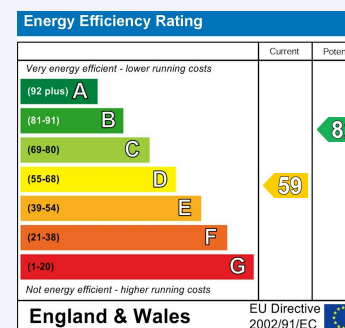 Energy Efficiency Rating
Current
Very energy efficient - lower running costs
(92 plus) A
(81-91) B
(69-80) C
(55-68) D
59
(39-54) E
(21-38) F
(1-20) G
Not energy efficient - higher running costs
England & Wales
EU Directive
2002/91/EC